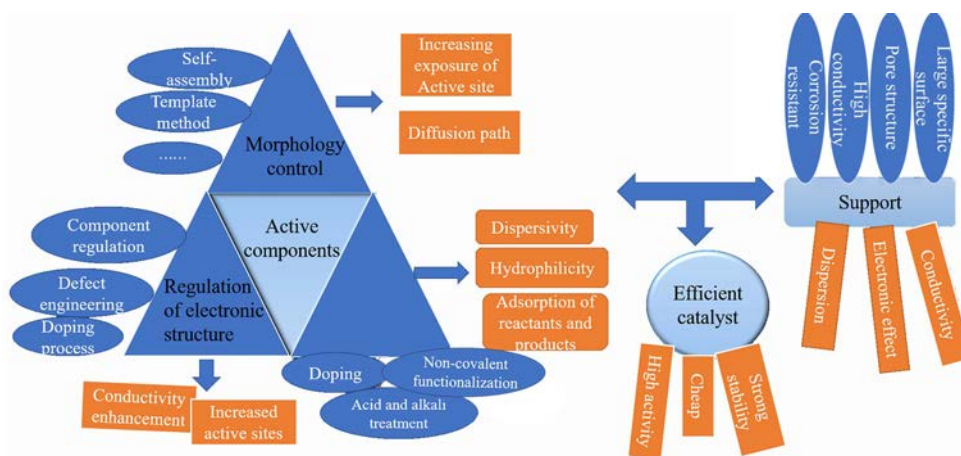 Self-
assembly
Template
method
......
Morphology
control
Increasing
exposure of
Active site
Diffusion path
Component
regulation
Defect
engineering
Doping
process
Regulation
of electronic
structure
Active
components
Conductivity
enhancement
Increased
active sites
Dispersivity
Hydrophilicity
Adsorption of
reactants and
products
Doping
Non-covalent
functionalization
Acid and alkali
treatment
Efficient
catalyst
High activity
Cheap
Strong
stability
Corrosion
resistant
High
conductivity
Pore structure
Large specific
surface
Support
Dispersion
Electronic effect
Conductivity